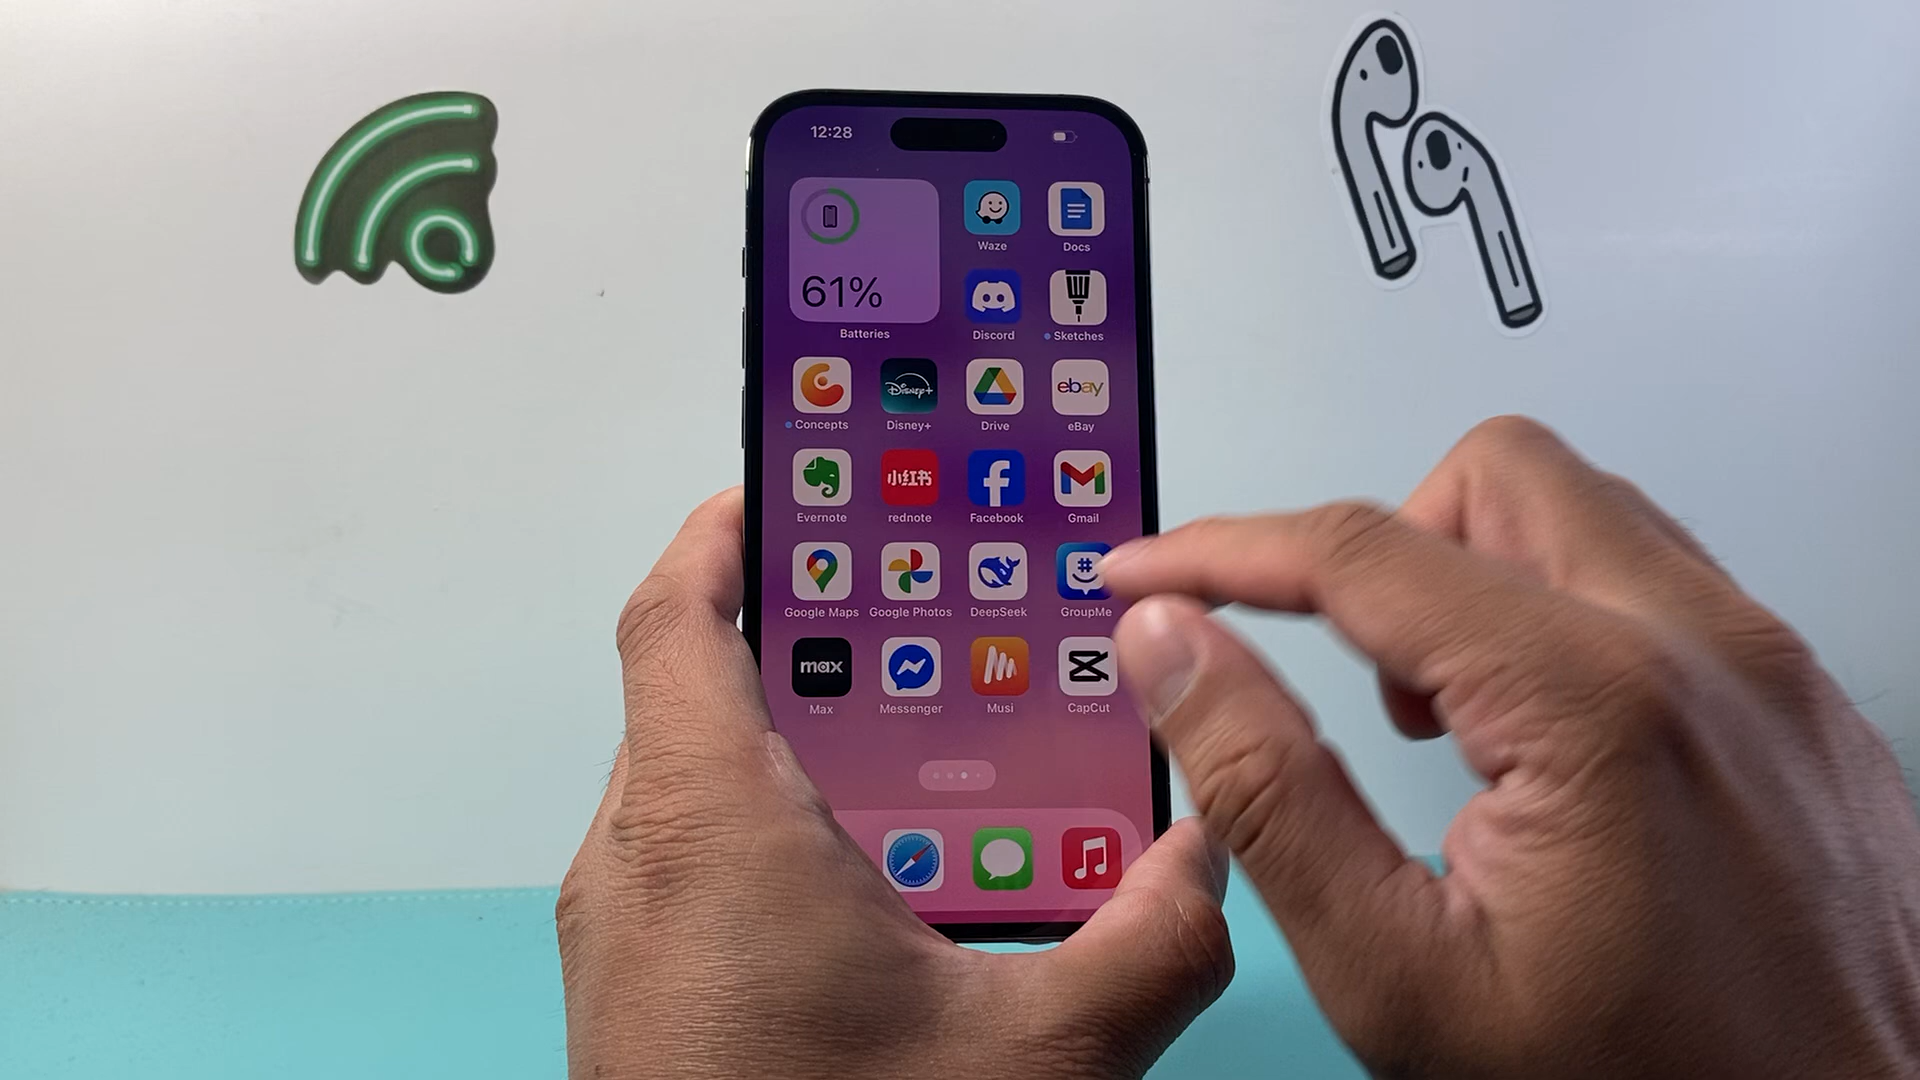 12:28
61%
Batteries
Waze
Docs
Discord
Sketches
Disney+
ebay
Concepts
Disney+
Drive
eBay
小红书
Evernote
rednote
Facebook
Gmail
Google Maps
Google Photos
DeepSeek
GroupMe
max
Max
Messenger
Musi
CapCut